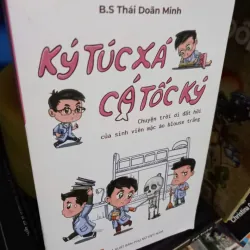 B.S Thái Doãn Minh
KÝ TÚC XÁ
CÁ TỐC KÝ
Chuyện trời ơi đất hỡi
của sinh viên mặc áo blouse trắng